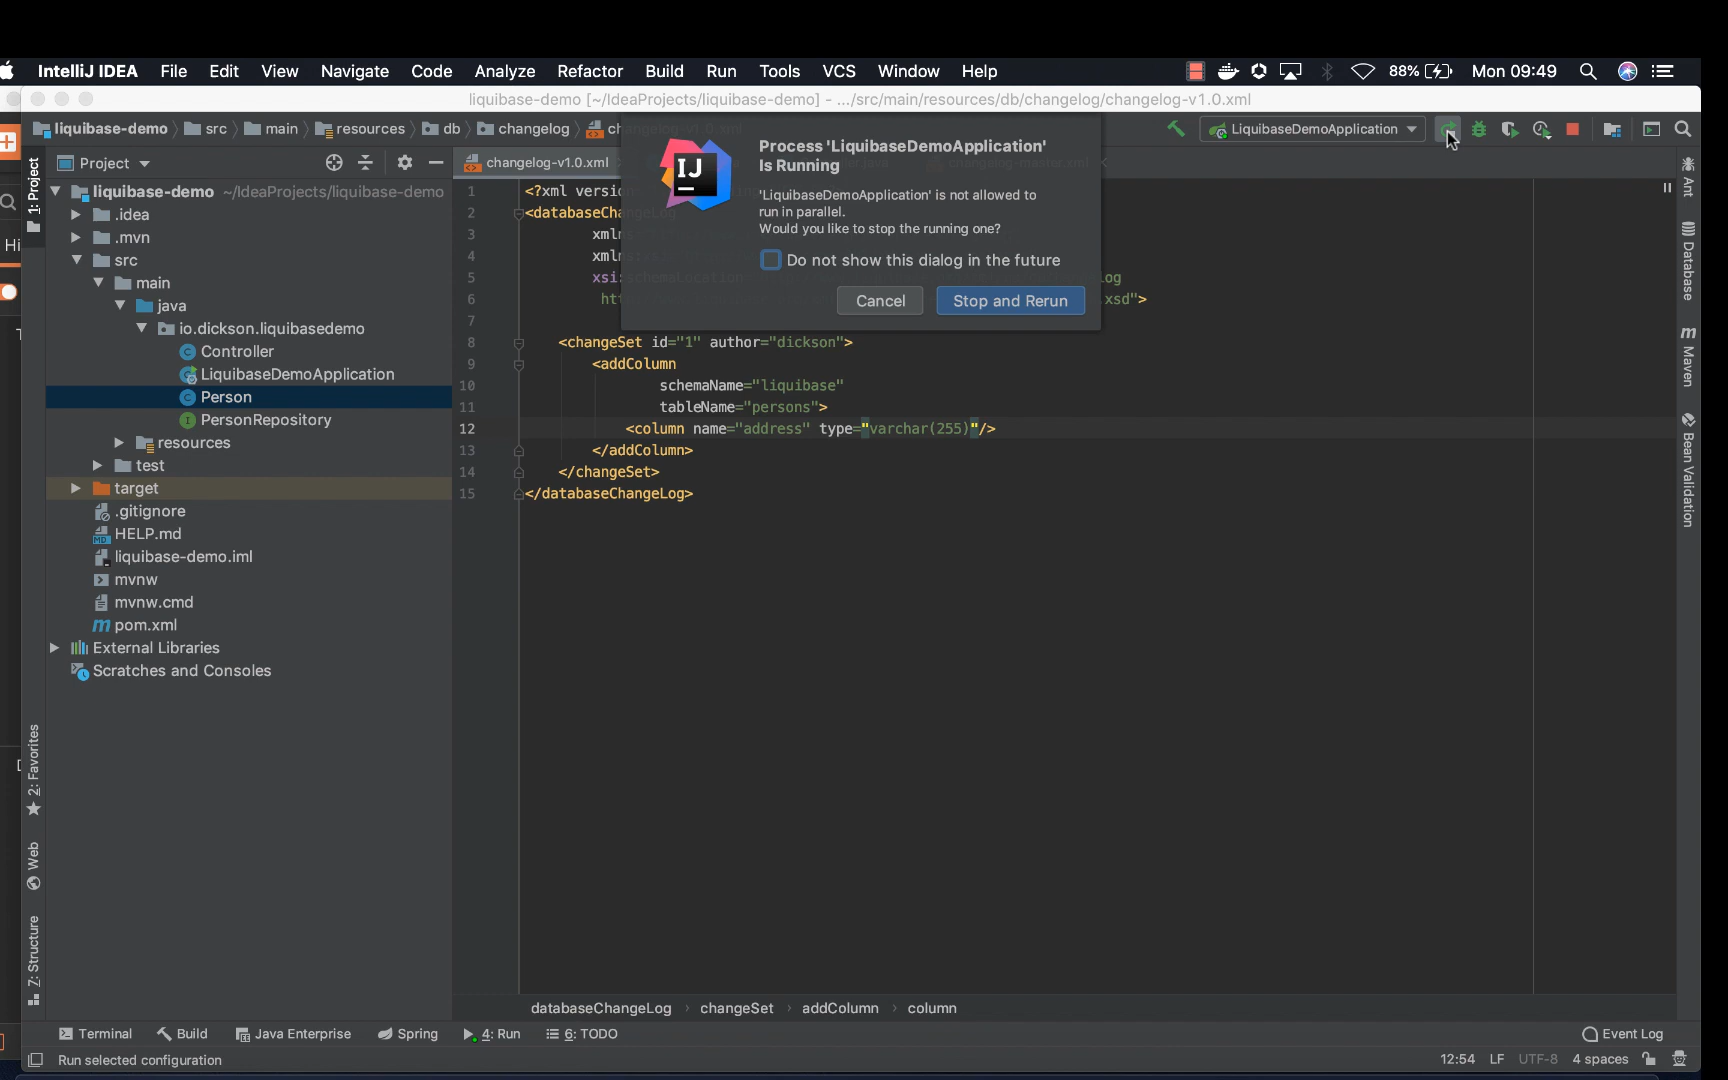 IntelliJ IDEA File Edit View Navigate Code Analyze Refactor Build Run Tools VCS Window Help 88% Mon 09:49
liquibase-demo [~/IdeaProjects/liquibase-demo] - .../src/main/resources/db/changelog/changelog-v1.0.xml
liquibase-demo src main resources db changelog
LiquibaseDemoApplication
Project
changelog-v1.0.xml
1: Project
Hi
liquibase-demo ~/IdeaProjects/liquibase-demo
.idea
.mvn
src
main
java
io.dickson.liquibasedemo
Controller
LiquibaseDemoApplication
Person
PersonRepository
resources
test
target
.gitignore
HELP.md
liquibase-demo.iml
mvnw
mvnw.cmd
pom.xml
External Libraries
Scratches and Consoles
2: Favorites
Web
7: Structure
IJ
Process 'LiquibaseDemoApplication'
Is Running
'LiquibaseDemoApplication' is not allowed to
run in parallel.
Would you like to stop the running one?
Do not show this dialog in the future
Cancel Stop and Rerun
1 <?xml versio
2 <databaseChangeLog
3 xmln
4 xmln
5 xsi:schemaLocation og
6 ht .xsd">
7
8 <changeSet id="1" author="dickson">
9 <addColumn
10 schemaName="liquibase"
11 tableName="persons">
12 <column name="address" type="varchar(255)"/>
13 </addColumn>
14 </changeSet>
15 </databaseChangeLog>
Ant
Database
Maven
Bean Validation
databaseChangeLog changeSet addColumn column
Terminal Build Java Enterprise Spring 4: Run 6: TODO Event Log
Run selected configuration 12:54 LF UTF-8 4 spaces